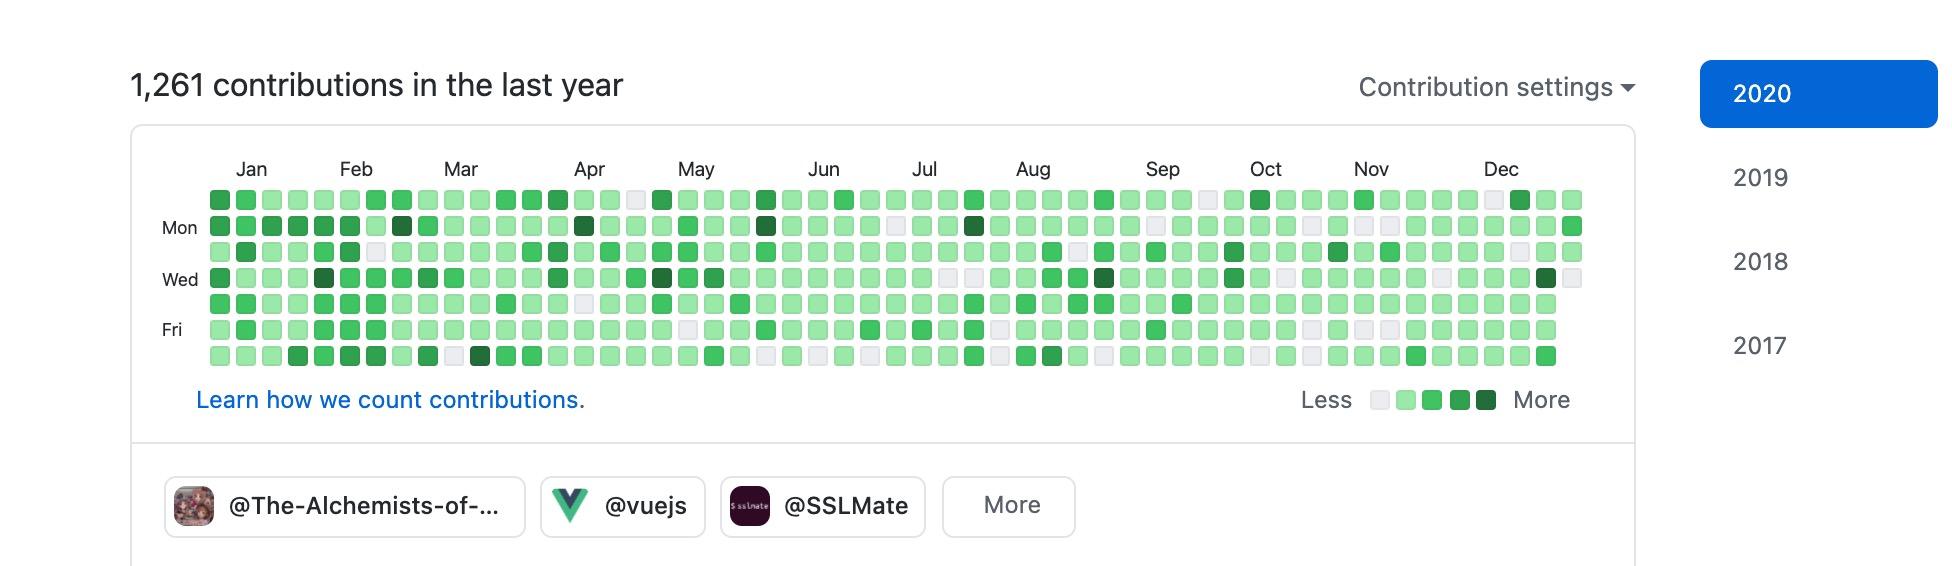 1,261 contributions in the last year
Contribution settings
2020
Jan Feb Mar Apr May Jun Jul Aug Sep Oct Nov Dec
2019
Mon
2018
Wed
Fri
2017
Learn how we count contributions.
Less More
@The-Alchemists-of-...
@vuejs
$ sslmate
@SSLMate
More